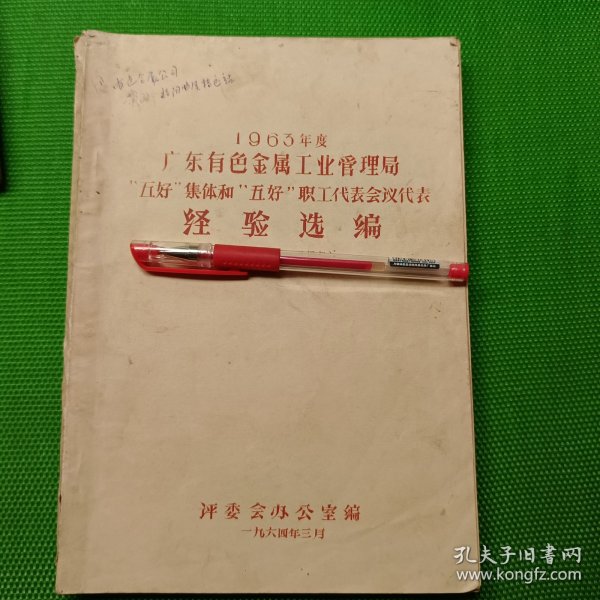 1963年度
广东有色金属工业管理局
"五好"集体和"五好"职工代表会议代表
经验选编
评委会办公室编
一九六四年三月
孔夫子旧书网
www.kongfz.com